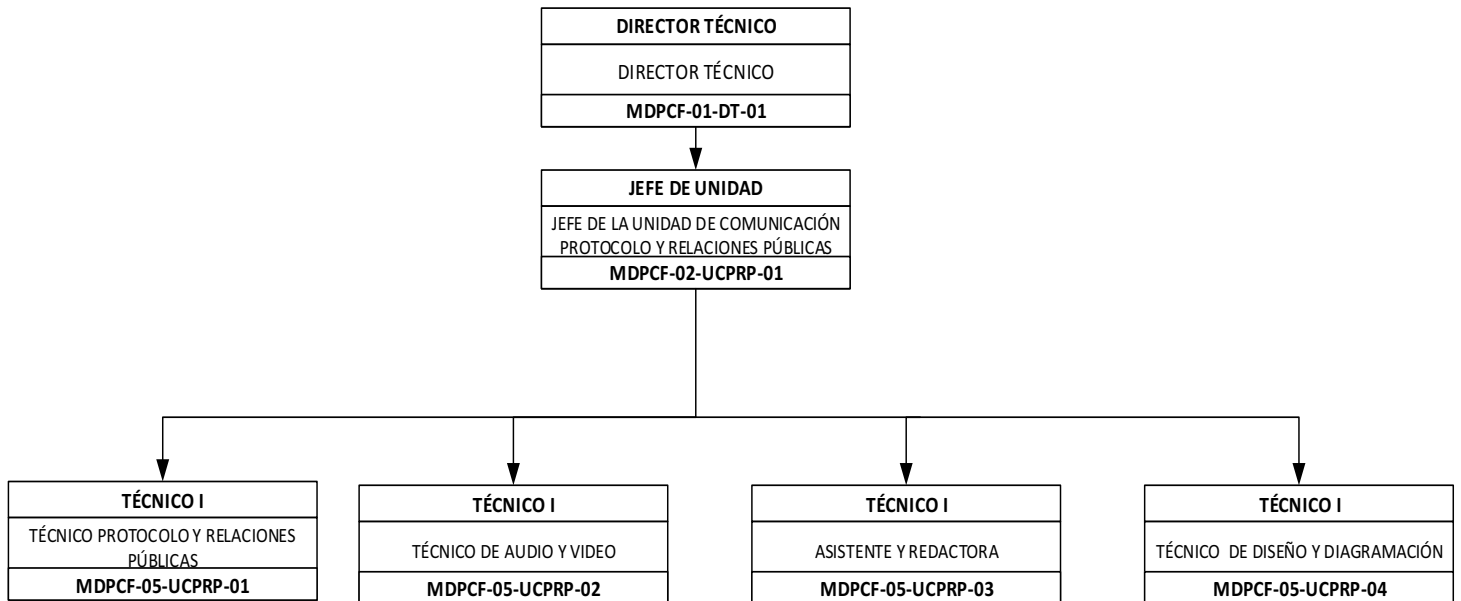 DIRECTOR TÉCNICO
DIRECTOR TÉCNICO
MDPCF-01-DT-01
JEFE DE UNIDAD
JEFE DE LA UNIDAD DE COMUNICACIÓN
PROTOCOLO Y RELACIONES PÚBLICAS
MDPCF-02-UCPRP-01
TÉCNICO I
TÉCNICO PROTOCOLO Y RELACIONES
PÚBLICAS
MDPCF-05-UCPRP-01
TÉCNICO I
TÉCNICO DE AUDIO Y VIDEO
MDPCF-05-UCPRP-02
TÉCNICO I
ASISTENTE Y REDACTORA
MDPCF-05-UCPRP-03
TÉCNICO I
TÉCNICO DE DISEÑO Y DIAGRAMACIÓN
MDPCF-05-UCPRP-04